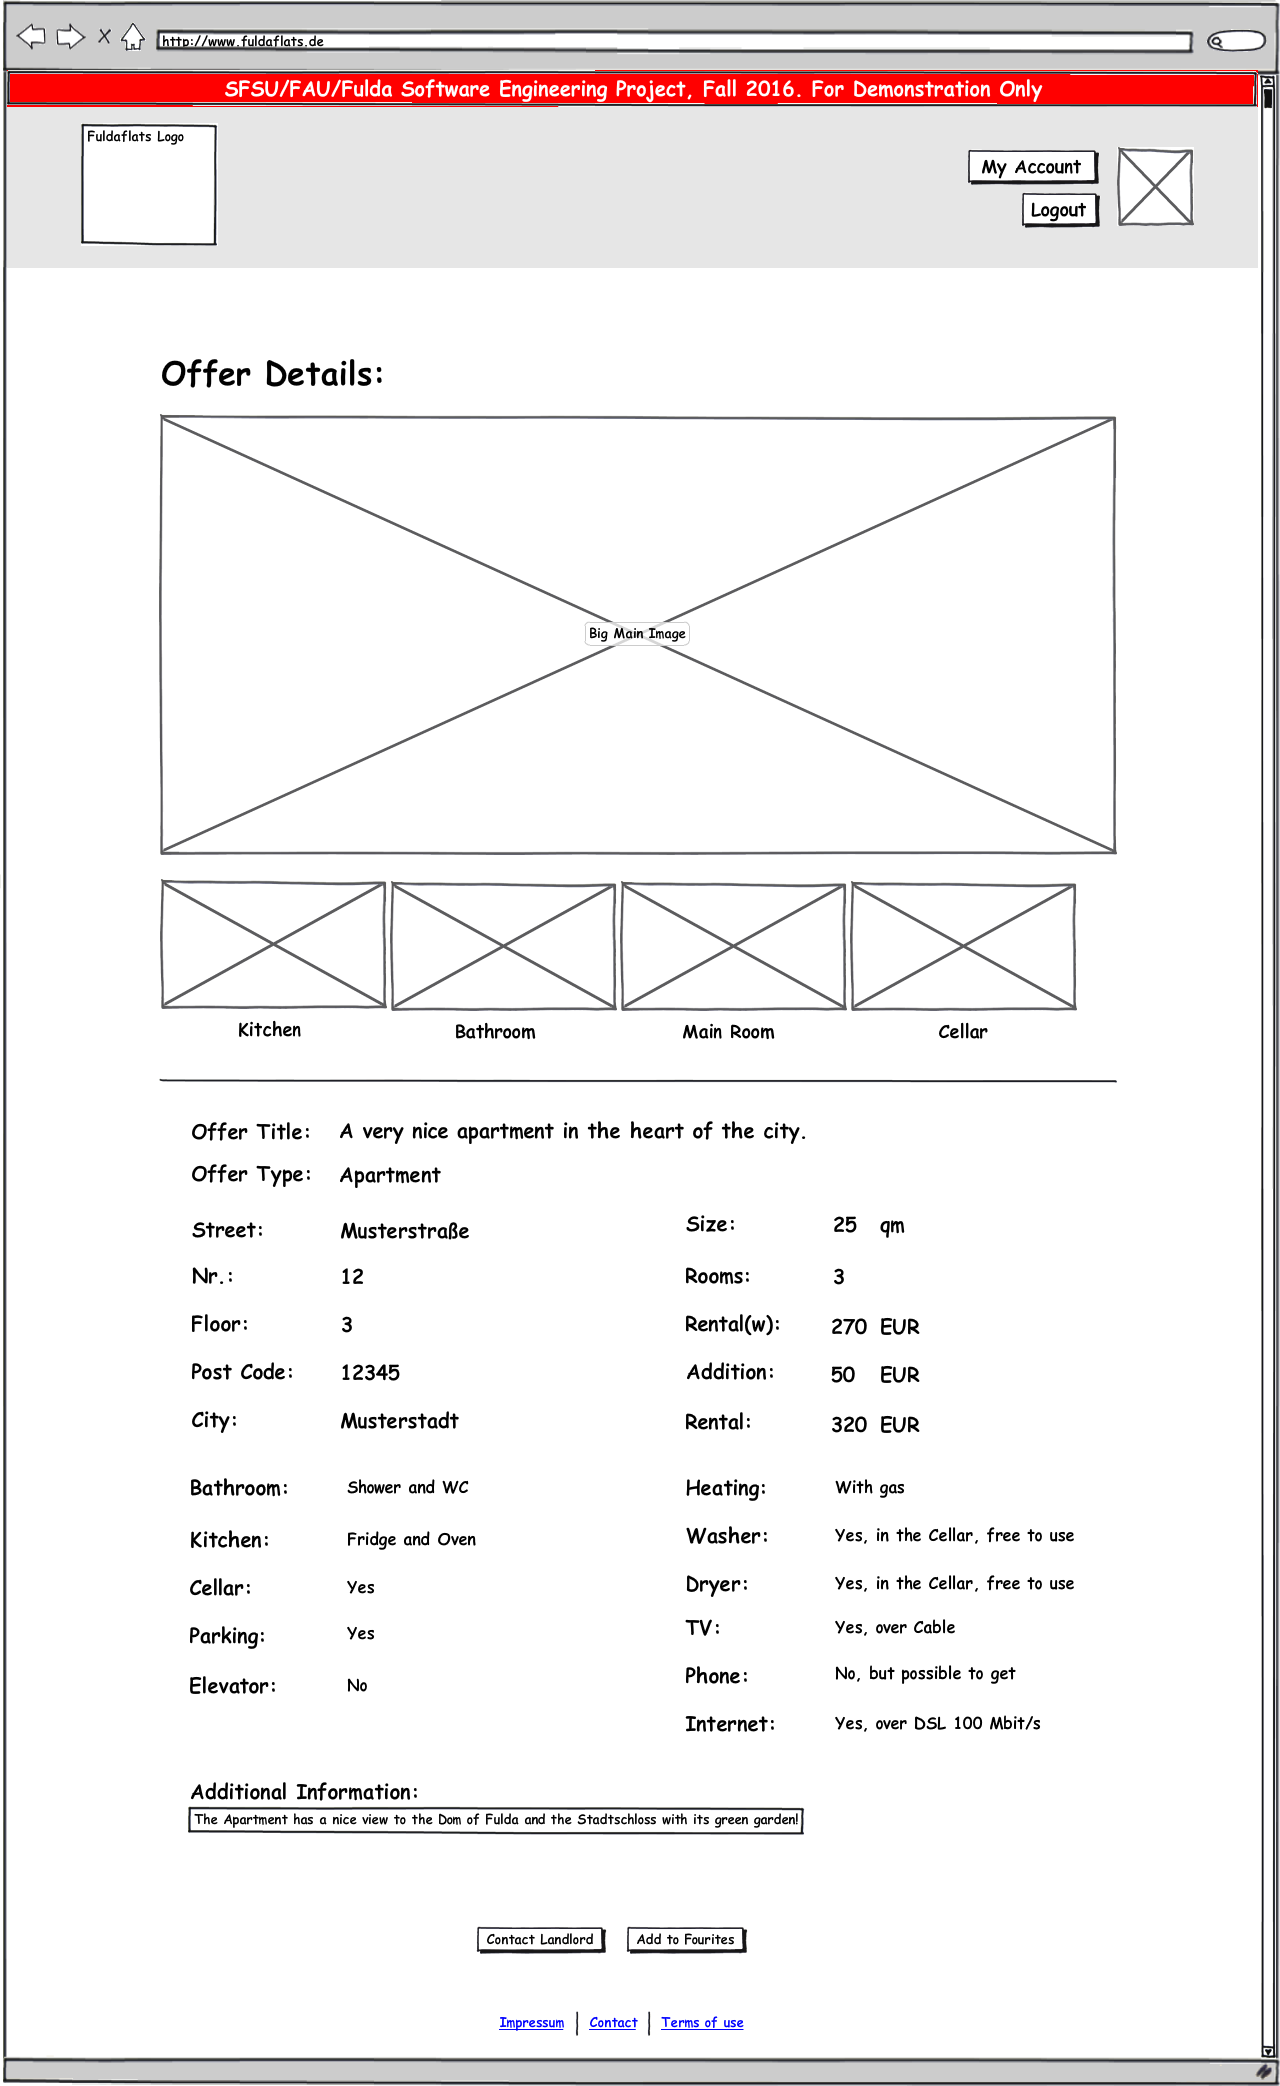 http://www.fuldaflats.de
SFSU/FAU/Fulda Software Engineering Project, Fall 2016. For Demonstration Only
Fuldaflats Logo
My Account
Logout
Offer Details:
Big Main Image
Kitchen Bathroom Main Room Cellar
Offer Title: A very nice apartment in the heart of the city.
Offer Type: Apartment
Street: Musterstraße
Nr.: 12
Floor: 3
Post Code: 12345
City: Musterstadt
Size: 25 qm
Rooms: 3
Rental(w): 270 EUR
Addition: 50 EUR
Rental: 320 EUR
Bathroom: Shower and WC
Kitchen: Fridge and Oven
Cellar: Yes
Parking: Yes
Elevator: No
Heating: With gas
Washer: Yes, in the Cellar, free to use
Dryer: Yes, in the Cellar, free to use
TV: Yes, over Cable
Phone: No, but possible to get
Internet: Yes, over DSL 100 Mbit/s
Additional Information:
The Apartment has a nice view to the Dom of Fulda and the Stadtschloss with its green garden!
Contact Landlord Add to Fourites
Impressum Contact Terms of use